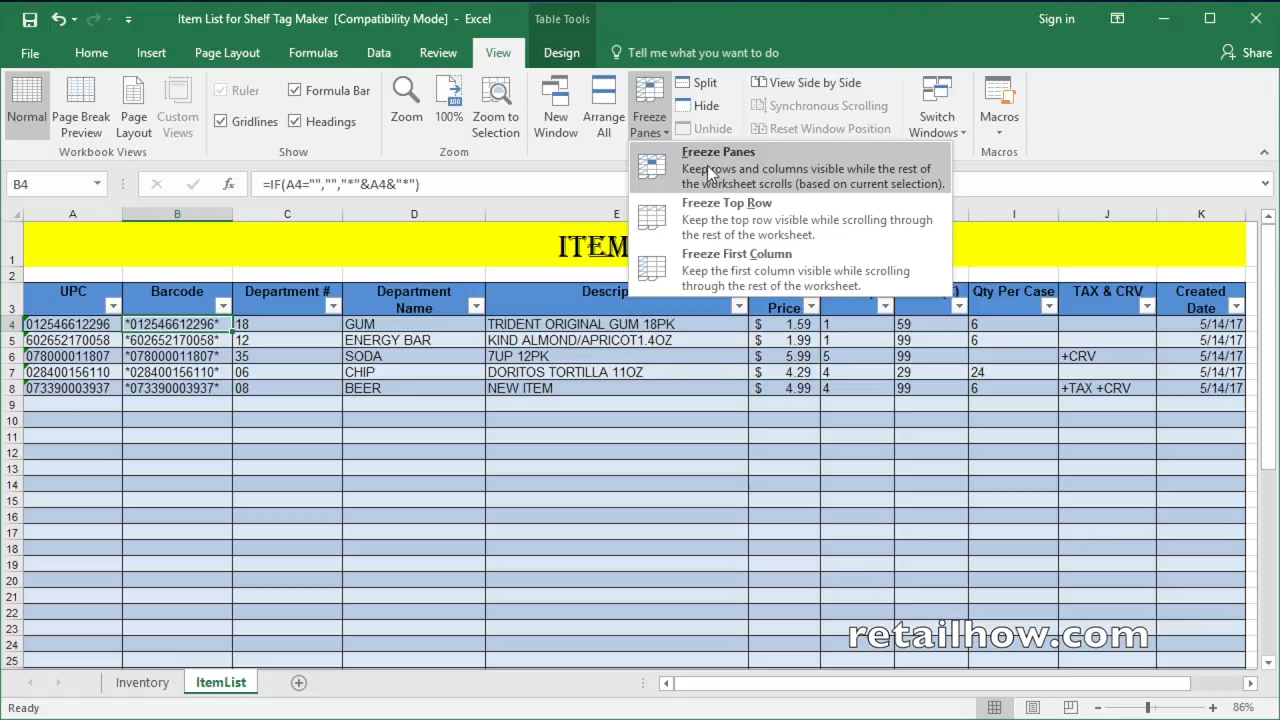 Item List for Shelf Tag Maker [Compatibility Mode] - Excel
Table Tools
Sign in
File Home Insert Page Layout Formulas Data Review View Design Tell me what you want to do Share
Normal
Page Break Preview
Page Layout
Custom Views
Workbook Views
Ruler
Formula Bar
Gridlines
Headings
Show
Zoom
100%
Zoom to Selection
Zoom
New Window
Arrange All
Freeze Panes
Split
Hide
Unhide
View Side by Side
Synchronous Scrolling
Reset Window Position
Switch Windows
Macros
Macros
Freeze Panes
Keep rows and columns visible while the rest of
the worksheet scrolls (based on current selection).
Freeze Top Row
Keep the top row visible while scrolling through
the rest of the worksheet.
Freeze First Column
Keep the first column visible while scrolling
through the rest of the worksheet.
B4 fx =IF(A4="","","*"&A4&"*")
A B C D E I J K
1 ITEM
2
3 UPC Barcode Department # Department Name Descrip Price Qty Per Case TAX & CRV Created Date
4 012546612296 *012546612296* 18 GUM TRIDENT ORIGINAL GUM 18PK $ 1.59 1 59 6 5/14/17
5 602652170058 *602652170058* 12 ENERGY BAR KIND ALMOND/APRICOT1.4OZ $ 1.99 1 99 6 5/14/17
6 078000011807 *078000011807* 35 SODA 7UP 12PK $ 5.99 5 99 +CRV 5/14/17
7 028400156110 *028400156110* 06 CHIP DORITOS TORTILLA 11OZ $ 4.29 4 29 24 5/14/17
8 073390003937 *073390003937* 08 BEER NEW ITEM $ 4.99 4 99 6 +TAX +CRV 5/14/17
9
10
11
12
13
14
15
16
17
18
19
20
21
22
23
24
25
retailhow.com
Inventory ItemList
Ready
86%